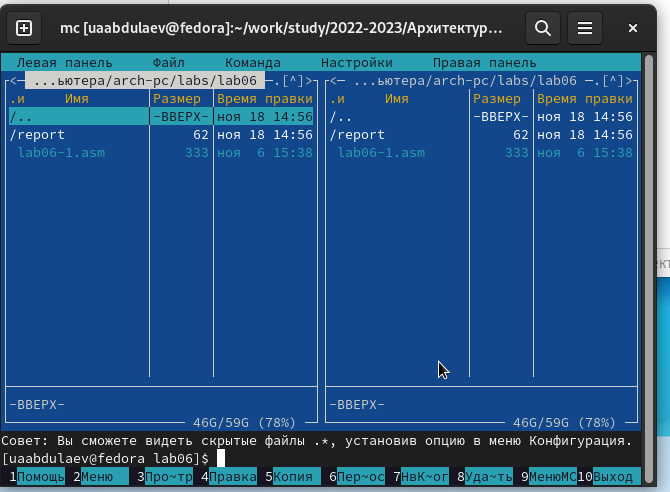 mc [uaabdulaev@fedora]:~/work/study/2022-2023/Архитектур...
Левая панель Файл Команда Настройки Правая панель
<— ...ьютера/arch-pc/labs/lab06 —.[^]> <— ...ьютера/arch-pc/labs/lab06 —.[^]>
.и Имя Размер Время правки .и Имя Размер Время правки
/.. -ВВЕРХ- ноя 18 14:56 /.. -ВВЕРХ- ноя 18 14:56
/report 62 ноя 18 14:56 /report 62 ноя 18 14:56
lab06-1.asm 333 ноя 6 15:38 lab06-1.asm 333 ноя 6 15:38
-ВВЕРХ- -ВВЕРХ-
46G/59G (78%) 46G/59G (78%)
Совет: Вы сможете видеть скрытые файлы .*, установив опцию в меню Конфигурация.
[uaabdulaev@fedora lab06]$
1Помощь 2Меню 3Про~тр 4Правка 5Копия 6Пер~ос 7НвК~ог 8Уда~ть 9МенюMC 10Выход